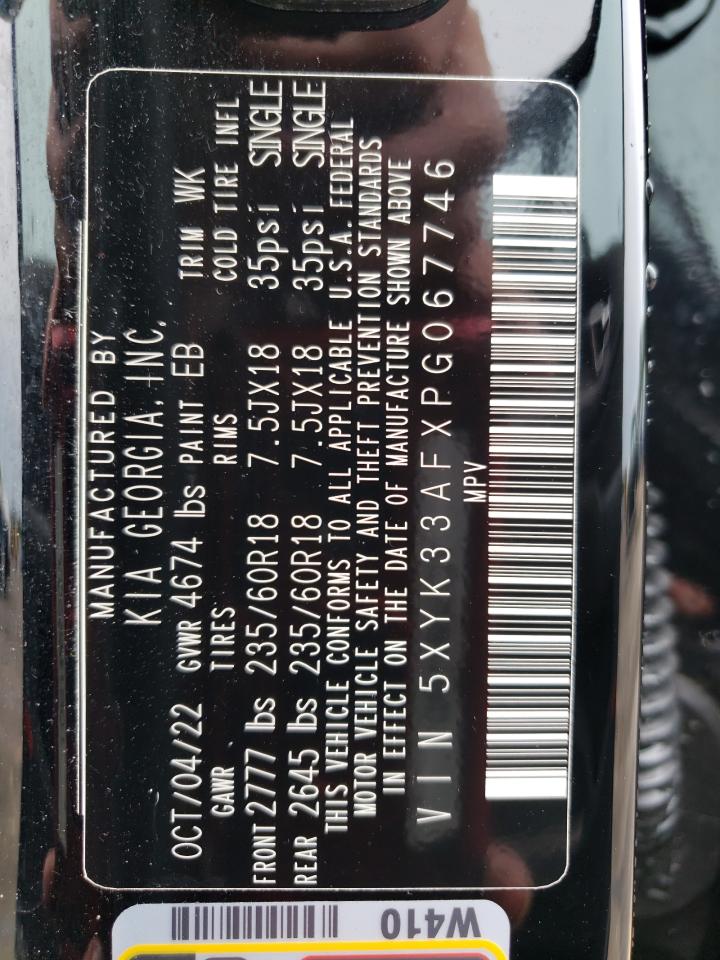 MANUFACTURED BY
KIA GEORGIA, INC.
OCT/04/22 GVWR 4674 lbs PAINT EB TRIM WK
GAWR TIRES RIMS COLD TIRE INFL
FRONT 2777 lbs 235/60R18 7.5JX18 35psi SINGLE
REAR 2645 lbs 235/60R18 7.5JX18 35psi SINGLE
THIS VEHICLE CONFORMS TO ALL APPLICABLE U.S.A. FEDERAL
MOTOR VEHICLE SAFETY AND THEFT PREVENTION STANDARDS
IN EFFECT ON THE DATE OF MANUFACTURE SHOWN ABOVE
VIN 5XYK33AFXPG067746
MPV
W410